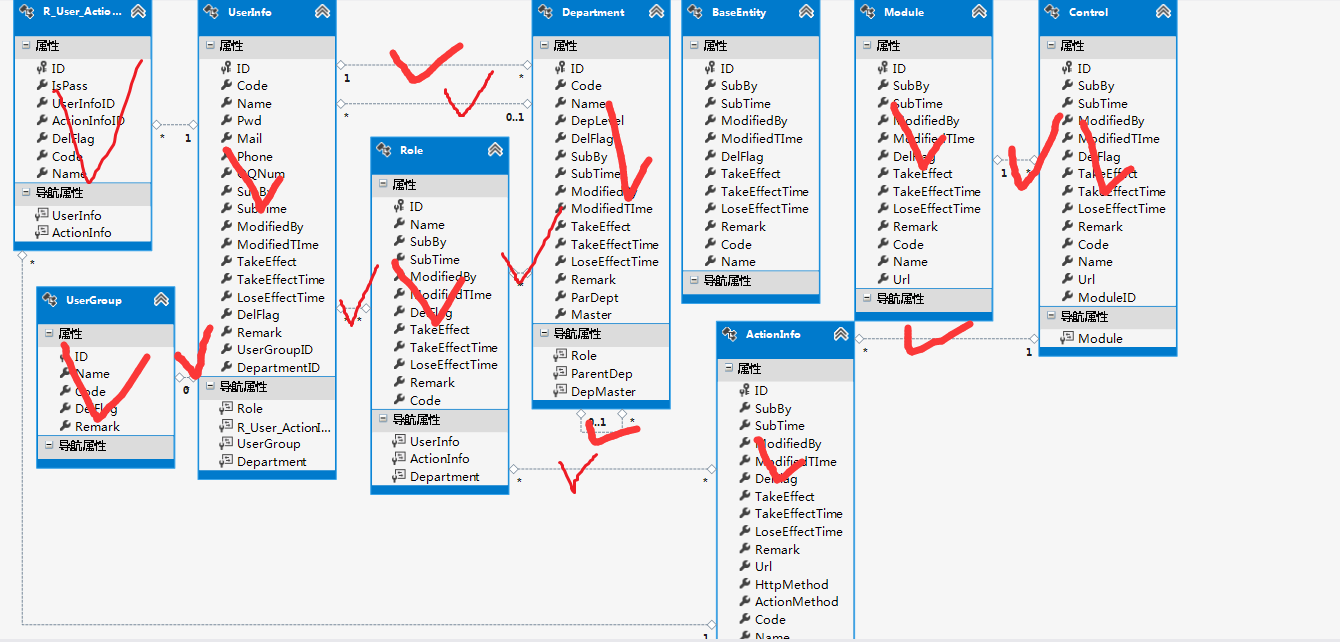 R_User_Actio...
属性
ID
IsPass
UserInfoID
ActionInfoID
DelFlag
Code
Name
导航属性
UserInfo
ActionInfo
*
1
*
UserInfo
属性
ID
Code
Name
Pwd
Mail
Phone
QQNum
SubBy
SubTime
ModifiedBy
ModifiedTIme
TakeEffect
TakeEffectTime
LoseEffectTime
DelFlag
Remark
UserGroupID
DepartmentID
导航属性
Role
R_User_ActionI...
UserGroup
Department
1
*
*
0..1
UserGroup
属性
ID
Name
Code
DelFlag
Remark
导航属性
Role
属性
ID
Name
SubBy
SubTime
ModifiedBy
ModifiedTIme
DelFlag
TakeEffect
TakeEffectTime
LoseEffectTime
Remark
Code
导航属性
UserInfo
ActionInfo
Department
*
*
*
*
Department
属性
ID
Code
Name
DepLevel
DelFlag
SubBy
SubTime
ModifiedBy
ModifiedTIme
TakeEffect
TakeEffectTime
LoseEffectTime
Remark
ParDept
Master
导航属性
Role
ParentDep
DepMaster
0..1
*
BaseEntity
属性
ID
SubBy
SubTime
ModifiedBy
ModifiedTIme
DelFlag
TakeEffect
TakeEffectTime
LoseEffectTime
Remark
Code
Name
导航属性
Module
属性
ID
SubBy
SubTime
ModifiedBy
ModifiedTIme
DelFlag
TakeEffect
TakeEffectTime
LoseEffectTime
Remark
Code
Name
Url
导航属性
1
*
Control
属性
ID
SubBy
SubTime
ModifiedBy
ModifiedTIme
DelFlag
TakeEffect
TakeEffectTime
LoseEffectTime
Remark
Code
Name
Url
ModuleID
导航属性
Module
*
1
ActionInfo
属性
ID
SubBy
SubTime
ModifiedBy
ModifiedTIme
DelFlag
TakeEffect
TakeEffectTime
LoseEffectTime
Remark
Url
HttpMethod
ActionMethod
Code
Name
1